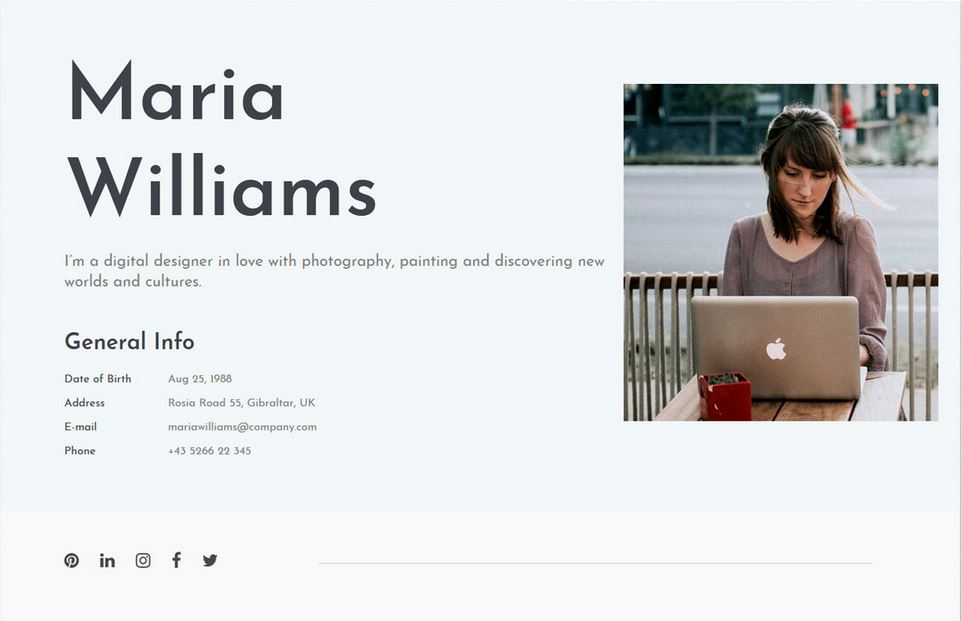 Maria
Williams
I'm a digital designer in love with photography, painting and discovering new
worlds and cultures.
General Info
Date of Birth Aug 25, 1988
Address Rosia Road 55, Gibraltar, UK
E-mail mariawilliams@company.com
Phone +43 5266 22 345